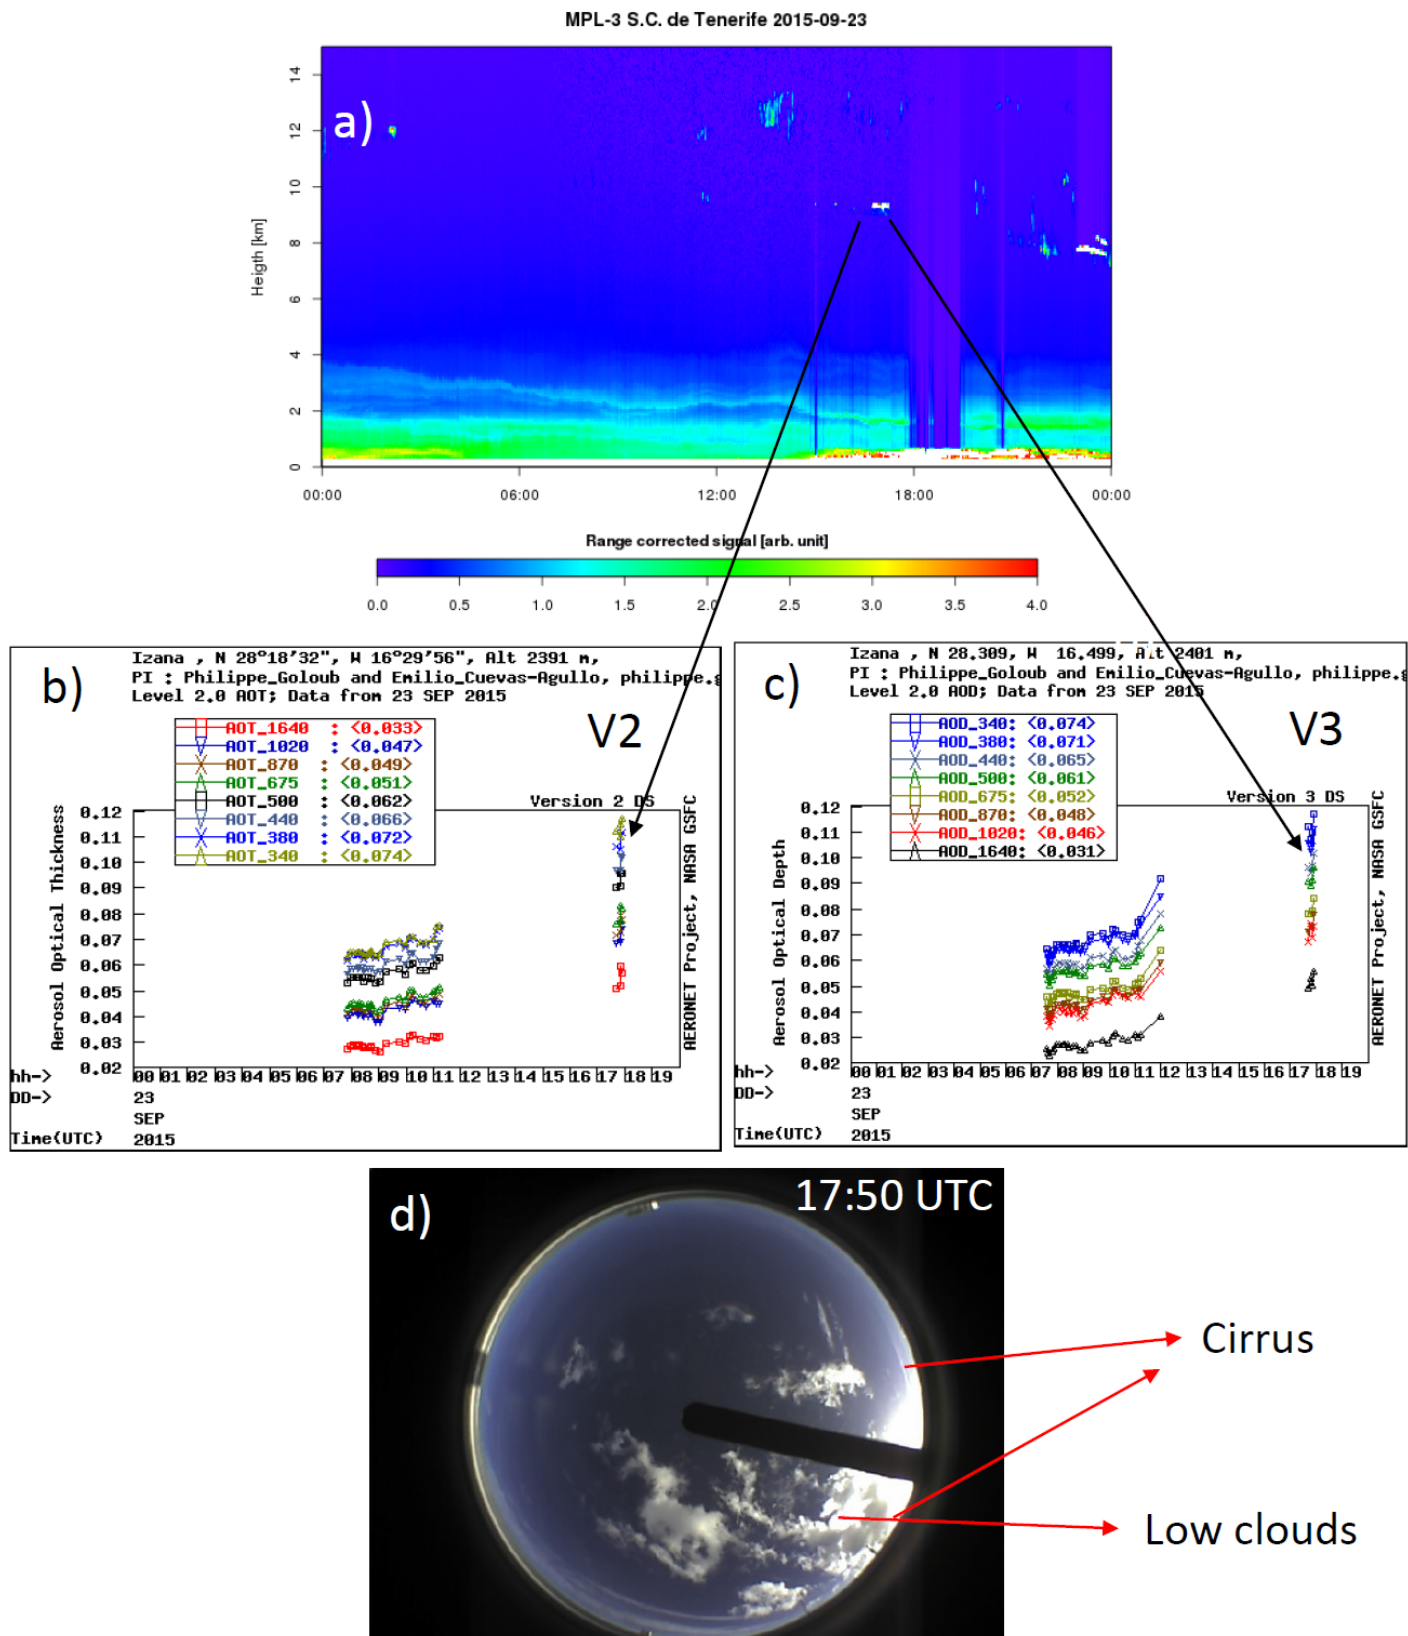 MPL-3 S.C. de Tenerife 2015-09-23
a)
Heigth [km]
14
12
10
8
6
4
2
0
00:00 06:00 12:00 18:00 00:00
Range corrected signal [arb. unit]
0.0 0.5 1.0 1.5 2.0 2.5 3.0 3.5 4.0
b)
Izana , N 28°18'32", W 16°29'56", Alt 2391 m,
PI : Philippe_Goloub and Emilio_Cuevas-Agullo, philippe.g
Level 2.0 AOT; Data from 23 SEP 2015
V2
AOT_1640 : <0.033>
AOT_1020 : <0.047>
AOT_870 : <0.049>
AOT_675 : <0.051>
AOT_500 : <0.062>
AOT_440 : <0.066>
AOT_380 : <0.072>
AOT_340 : <0.074>
Version 2 DS
Aerosol Optical Thickness
0.12
0.11
0.10
0.09
0.08
0.07
0.06
0.05
0.04
0.03
0.02
AERONET Project, NASA GSFC
hh-> 00 01 02 03 04 05 06 07 08 09 10 11 12 13 14 15 16 17 18 19
DD-> 23
SEP
Time(UTC) 2015
c)
Izana , N 28.309, W 16.499, Alt 2401 m,
PI : Philippe_Goloub and Emilio_Cuevas-Agullo, philippe.g
Level 2.0 AOD; Data from 23 SEP 2015
V3
AOD_340: <0.074>
AOD_380: <0.071>
AOD_440: <0.065>
AOD_500: <0.061>
AOD_675: <0.052>
AOD_870: <0.048>
AOD_1020: <0.046>
AOD_1640: <0.031>
Version 3 DS
Aerosol Optical Depth
0.12
0.11
0.10
0.09
0.08
0.07
0.06
0.05
0.04
0.03
0.02
AERONET Project, NASA GSFC
hh-> 00 01 02 03 04 05 06 07 08 09 10 11 12 13 14 15 16 17 18 19
DD-> 23
SEP
Time(UTC) 2015
d)
17:50 UTC
Cirrus
Low clouds